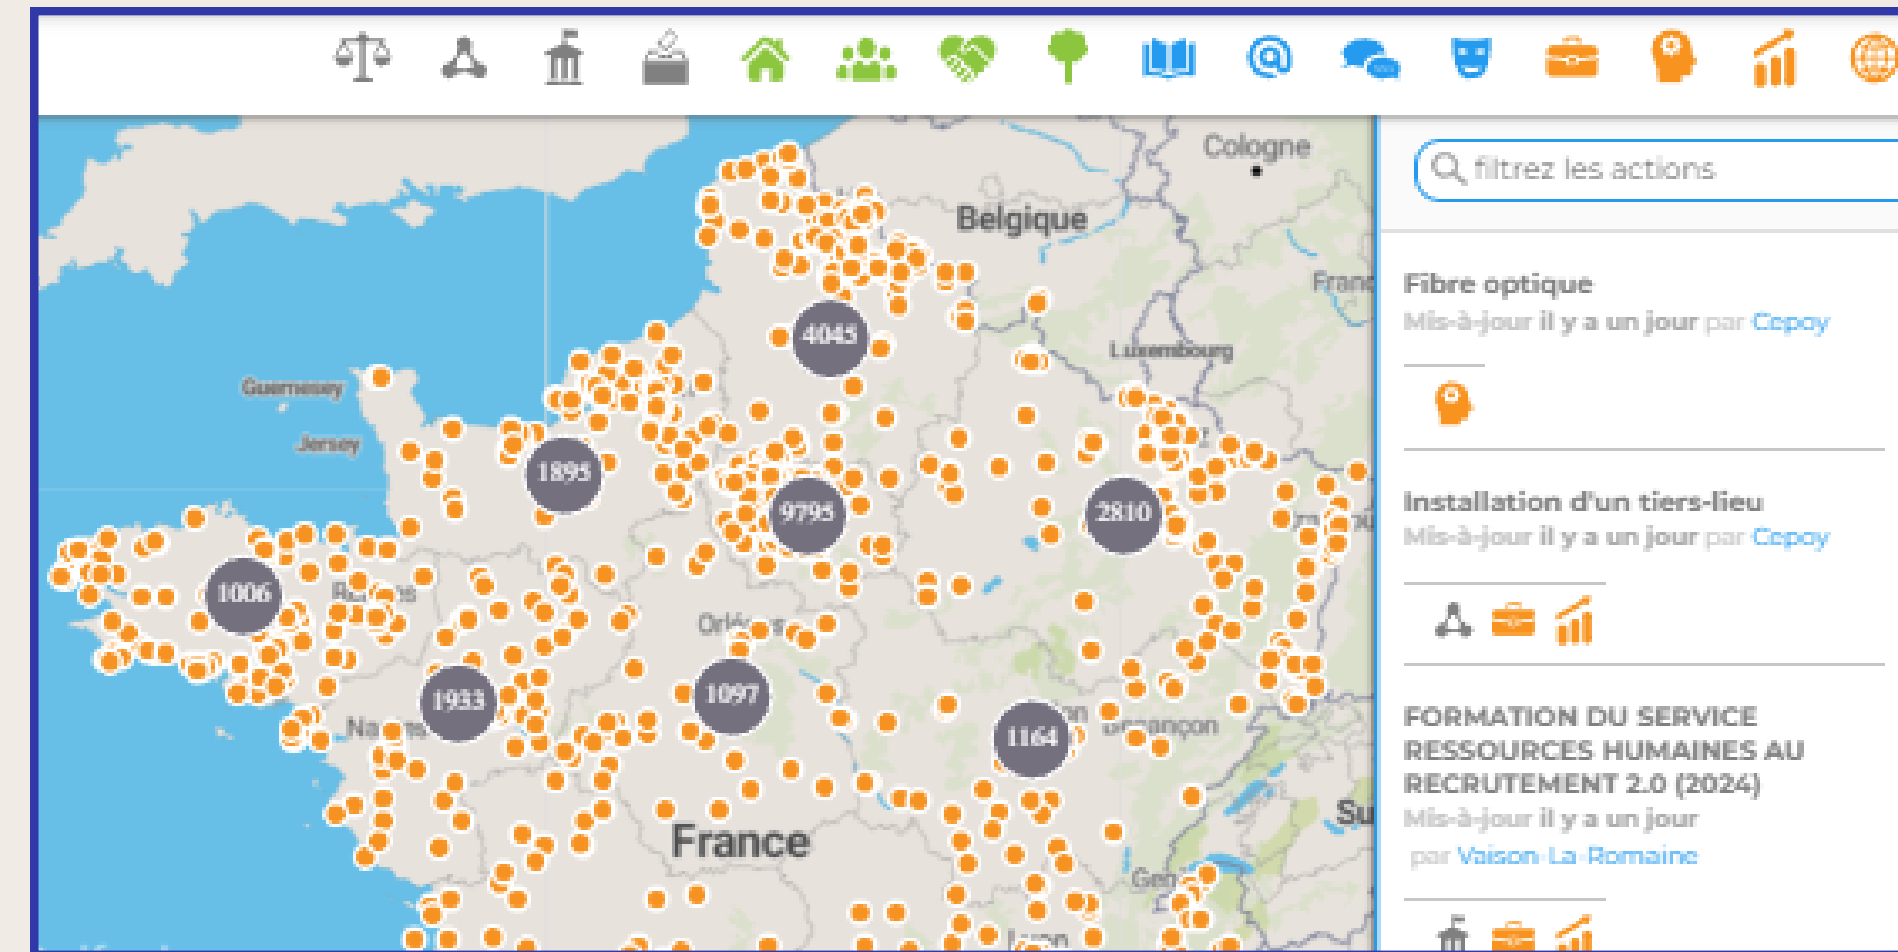 filtrez les actions
Cologne
Belgique
Franc
Luxembourg
Guernesey
Jersey
4045
1895
9795
2810
1006
1933
1097
1164
France
Su
Fibre optique
Mis-à-jour il y a un jour par Cepoy
Installation d'un tiers-lieu
Mis-à-jour il y a un jour par Cepoy
FORMATION DU SERVICE
RESSOURCES HUMAINES AU
RECRUTEMENT 2.0 (2024)
Mis-à-jour il y a un jour
par Vaison-La-Romaine